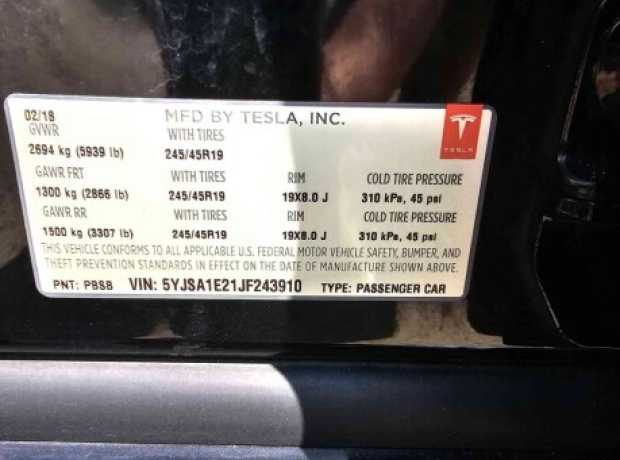 02/18 MFD BY TESLA, INC.
GVWR WITH TIRES
2694 kg (5939 lb) 245/45R19
GAWR FRT WITH TIRES RIM COLD TIRE PRESSURE
1300 kg (2866 lb) 245/45R19 19X8.0 J 310 kPa, 45 psi
GAWR RR WITH TIRES RIM COLD TIRE PRESSURE
1500 kg (3307 lb) 245/45R19 19X8.0 J 310 kPa, 45 psi
THIS VEHICLE CONFORMS TO ALL APPLICABLE U.S. FEDERAL MOTOR VEHICLE SAFETY, BUMPER, AND
THEFT PREVENTION STANDARDS IN EFFECT ON THE DATE OF MANUFACTURE SHOWN ABOVE.
PNT: PBSB VIN: 5YJSA1E21JF243910 TYPE: PASSENGER CAR
TESLA